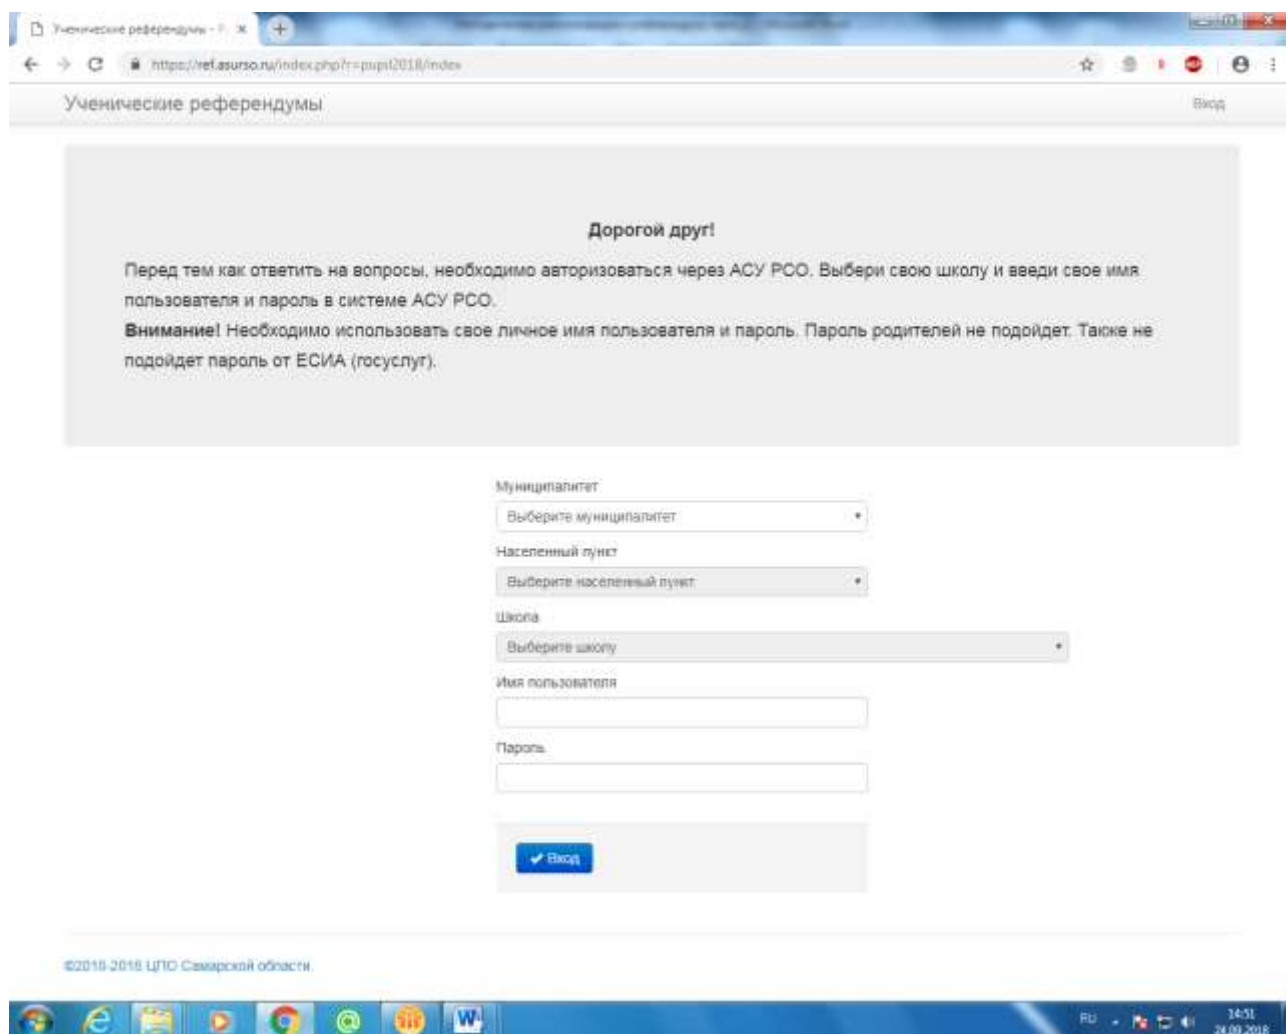 Ученические референдумы -
https://ref.asurso.ru/index.php?r=pupil2018/index
Ученические референдумы
Вход
Дорогой друг!
Перед тем как ответить на вопросы, необходимо авторизоваться через АСУ РСО. Выбери свою школу и введи свое имя
пользователя и пароль в системе АСУ РСО.
Внимание! Необходимо использовать свое личное имя пользователя и пароль. Пароль родителей не подойдет. Также не
подойдет пароль от ЕСИА (госуслуг).
Муниципалитет
Выберите муниципалитет
Населенный пункт
Выберите населенный пункт
Школа
Выберите школу
Имя пользователя
Пароль
Вход
ЦПО Самарской области.
RU
14:51
24.09.2018